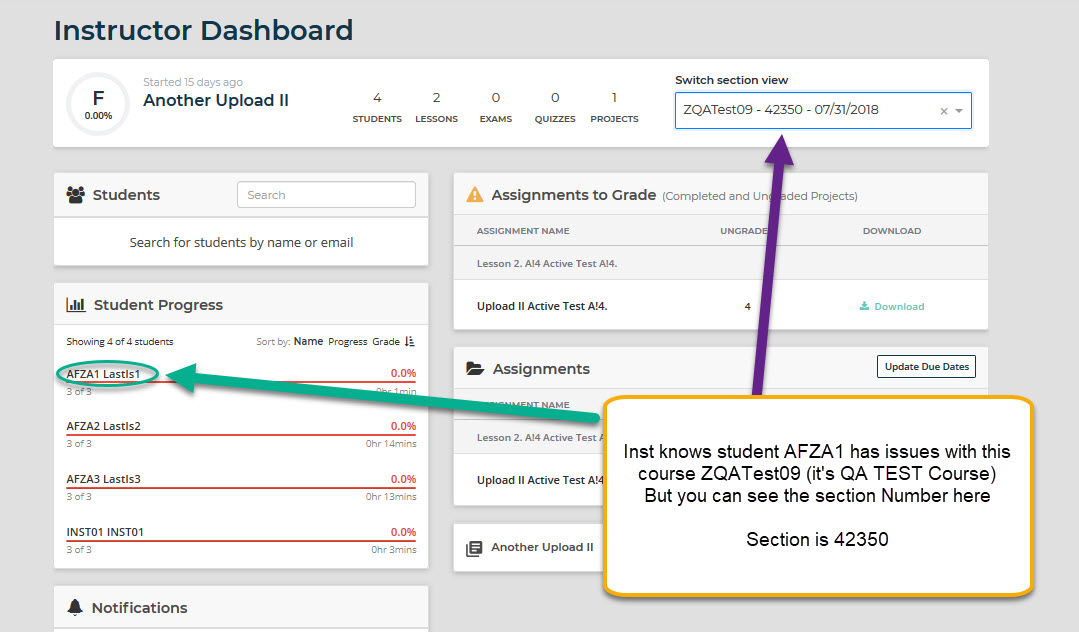 Instructor Dashboard
F
0.00%
Started 15 days ago
Another Upload II
4
STUDENTS
2
LESSONS
0
EXAMS
0
QUIZZES
1
PROJECTS
Switch section view
ZQATest09 - 42350 - 07/31/2018
Students
Search
Search for students by name or email
Student Progress
Showing 4 of 4 students
Sort by: Name Progress Grade
AFZA1 LastIs1
0.0%
3 of 3
0hr 1min
AFZA2 LastIs2
0.0%
3 of 3
0hr 14mins
AFZA3 LastIs3
0.0%
3 of 3
0hr 13mins
INST01 INST01
0.0%
3 of 3
0hr 3mins
Notifications
Assignments to Grade (Completed and Ungraded Projects)
ASSIGNMENT NAME
UNGRADE
DOWNLOAD
Lesson 2. A!4 Active Test A!4.
Upload II Active Test A!4.
4
Download
Assignments
Update Due Dates
ASSIGNMENT NAME
Lesson 2. A!4 Active Test
Upload II Active Test A!4
Another Upload II
Inst knows student AFZA1 has issues with this
course ZQATest09 (it's QA TEST Course)
But you can see the section Number here
Section is 42350